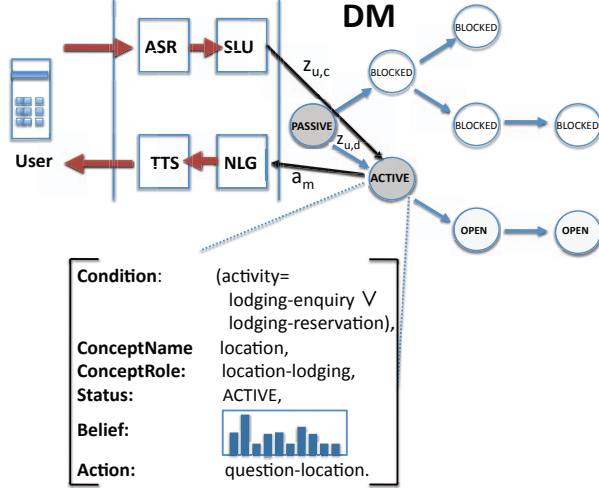 DM
ASR
SLU
z_{u,c}
BLOCKED
BLOCKED
User
PASSIVE
z_{u,d}
BLOCKED
BLOCKED
TTS
NLG
a_m
ACTIVE
OPEN
OPEN
Condition: (activity=
lodging-enquiry ∨
lodging-reservation),
ConceptName location,
ConceptRole: location-lodging,
Status: ACTIVE,
Belief:
Action: question-location.